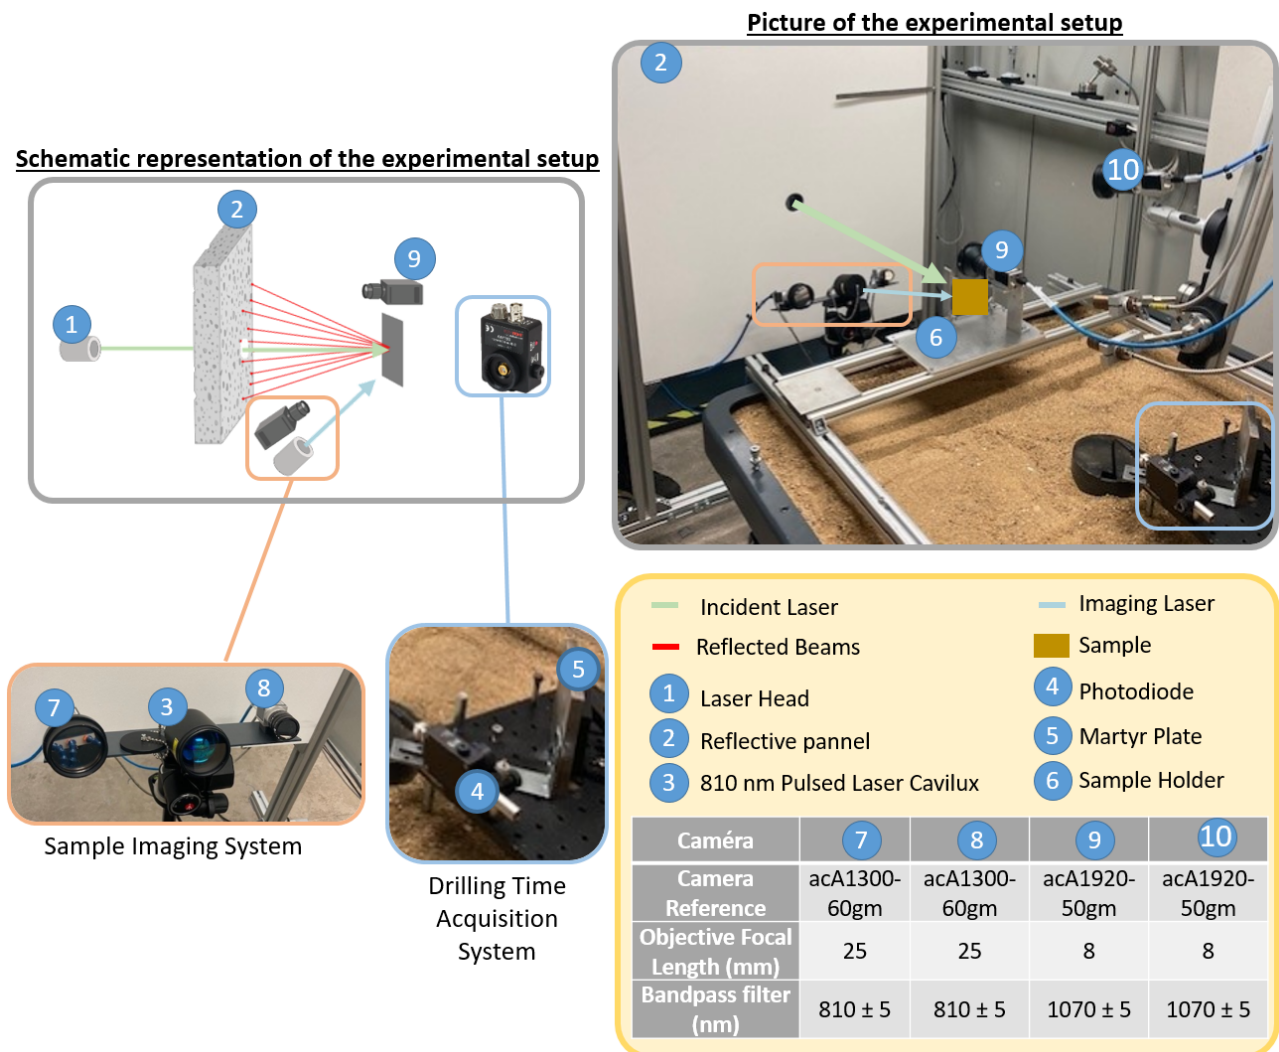 Picture of the experimental setup
2
10
9
6
Schematic representation of the experimental setup
2
9
1
7
3
8
Sample Imaging System
5
4
Drilling Time
Acquisition
System
Incident Laser
Imaging Laser
Reflected Beams
Sample
1 Laser Head
4 Photodiode
2 Reflective pannel
5 Martyr Plate
3 810 nm Pulsed Laser Cavilux
6 Sample Holder
Caméra 7 8 9 10
Camera Reference acA1300-60gm acA1300-60gm acA1920-50gm acA1920-50gm
Objective Focal Length (mm) 25 25 8 8
Bandpass filter (nm) 810 ± 5 810 ± 5 1070 ± 5 1070 ± 5